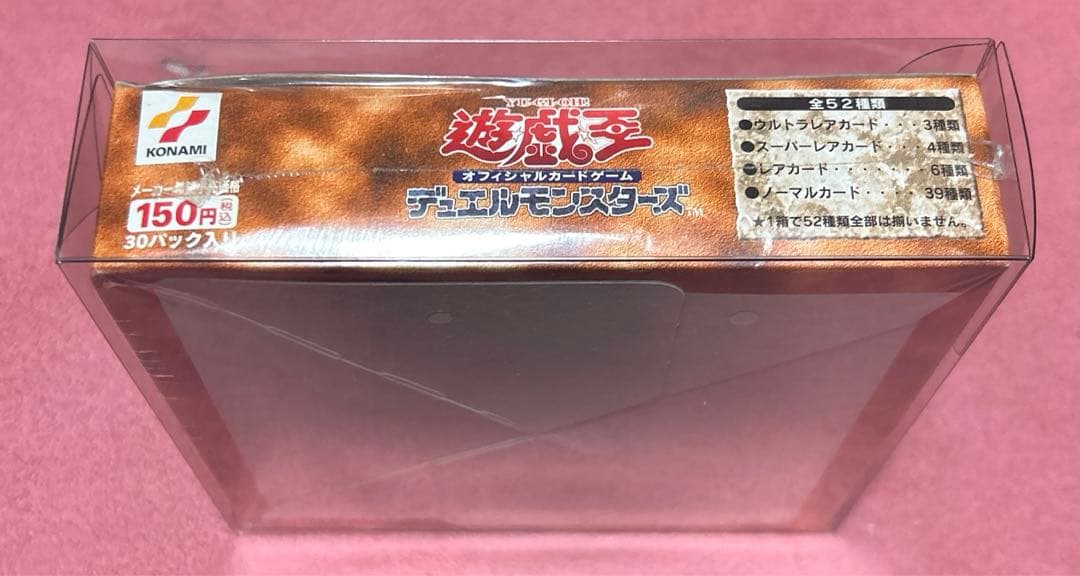 KONAMI
150円
税込
30パック入り
YU-GI-OH!
遊戯王
オフィシャルカードゲーム
デュエルモンスターズ™
全52種類
●ウルトラレアカード・・・3種類
●スーパーレアカード・・・・4種類
●レアカード・・・・・・・6種類
●ノーマルカード・・・・39種類
★1箱で52種類全部は揃いません。